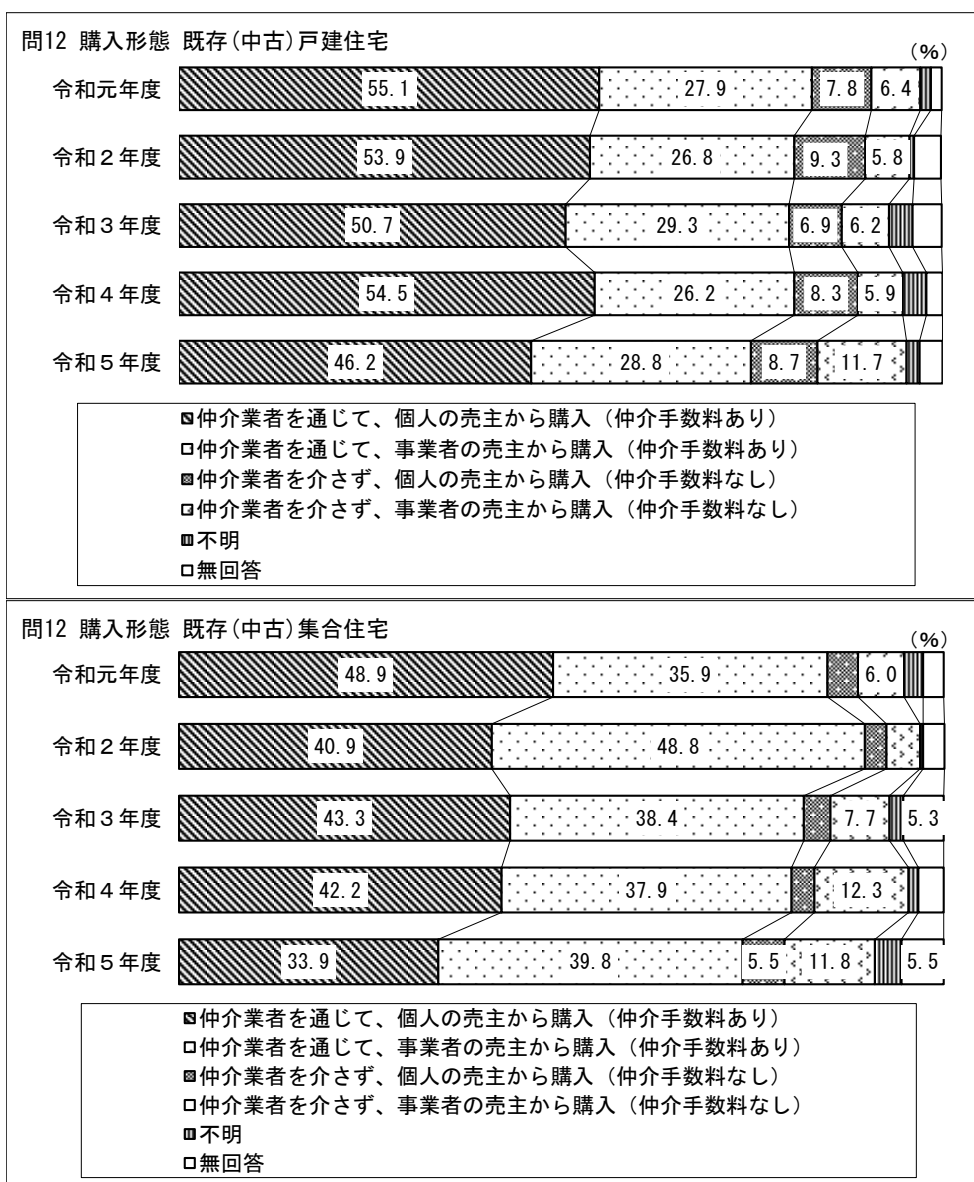 問12 購入形態 既存(中古)戸建住宅
(%)
令和元年度 55.1 27.9 7.8 6.4
令和２年度 53.9 26.8 9.3 5.8
令和３年度 50.7 29.3 6.9 6.2
令和４年度 54.5 26.2 8.3 5.9
令和５年度 46.2 28.8 8.7 11.7
仲介業者を通じて、個人の売主から購入（仲介手数料あり）
仲介業者を通じて、事業者の売主から購入（仲介手数料あり）
仲介業者を介さず、個人の売主から購入（仲介手数料なし）
仲介業者を介さず、事業者の売主から購入（仲介手数料なし）
不明
無回答
問12 購入形態 既存(中古)集合住宅
(%)
令和元年度 48.9 35.9 6.0
令和２年度 40.9 48.8
令和３年度 43.3 38.4 7.7 5.3
令和４年度 42.2 37.9 12.3
令和５年度 33.9 39.8 5.5 11.8 5.5
仲介業者を通じて、個人の売主から購入（仲介手数料あり）
仲介業者を通じて、事業者の売主から購入（仲介手数料あり）
仲介業者を介さず、個人の売主から購入（仲介手数料なし）
仲介業者を介さず、事業者の売主から購入（仲介手数料なし）
不明
無回答